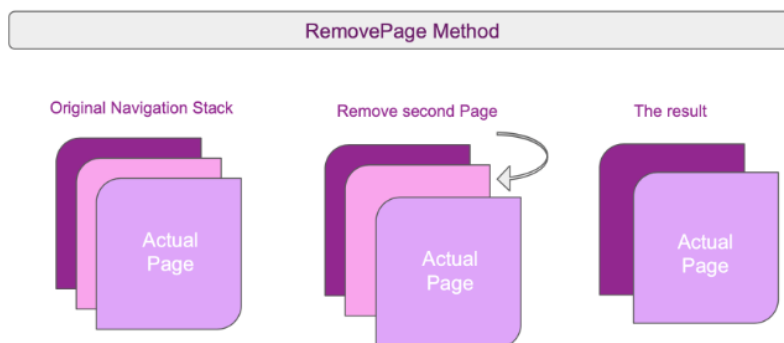 RemovePage Method
Original Navigation Stack
Remove second Page
The result
Actual
Page
Actual
Page
Actual
Page